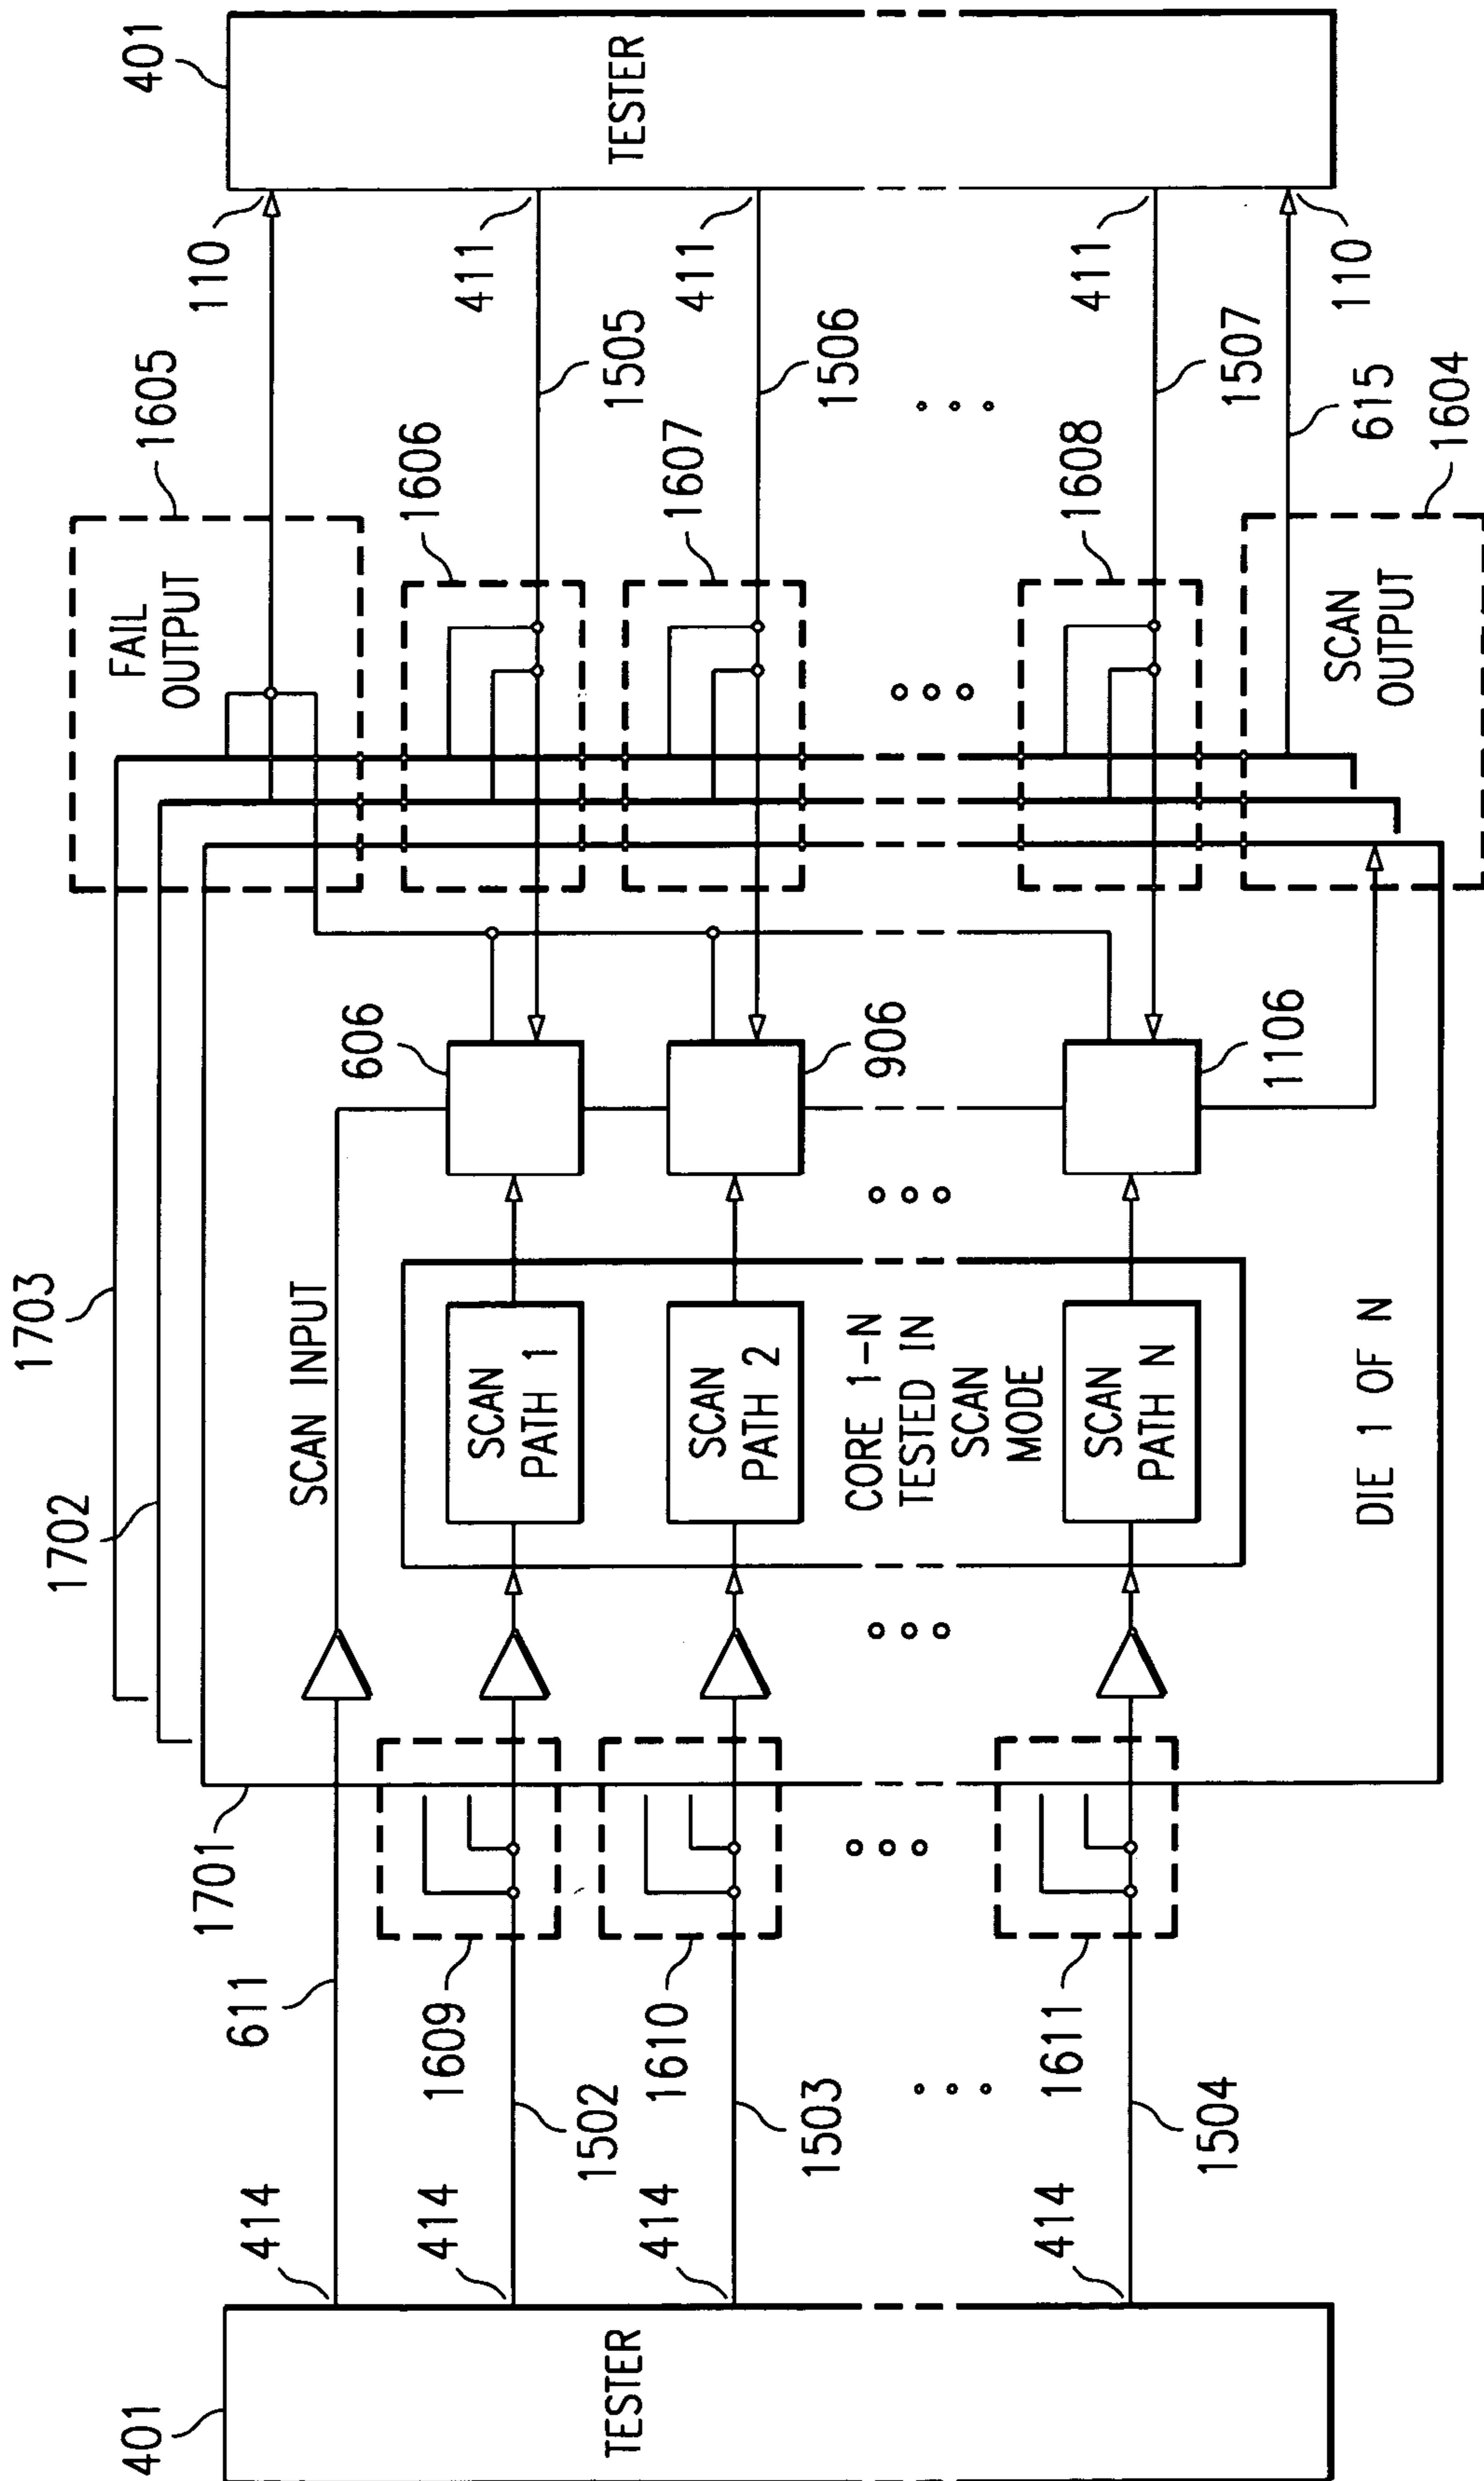 401
TESTER
414
414
414
414
611
1502
1503
1504
1609
1610
1611
1701
1702
1703
SCAN INPUT
SCAN
PATH 1
SCAN
PATH 2
CORE 1-N
TESTED IN
SCAN
MODE
SCAN
PATH N
DIE 1 OF N
606
906
1106
FAIL
OUTPUT
1605
1606
1607
1608
SCAN
OUTPUT
1604
110
411
1505
411
1506
411
1507
615
110
401
TESTER